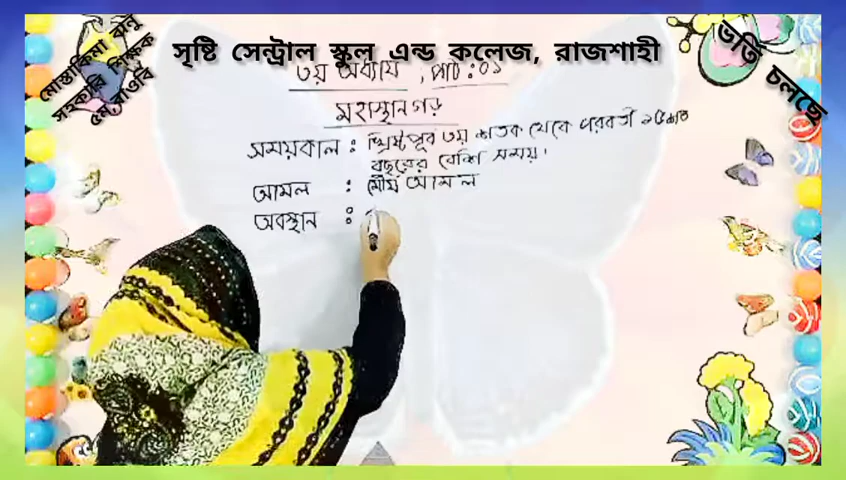 সৃষ্টি সেন্ট্রাল স্কুল এন্ড কলেজ, রাজশাহী
মোস্তাকিমা বানু
সহকারি শিক্ষক
৫ম রাওবি
ভর্তি চলছে
৩য় অধ্যায়, পাঠ : ০১
মহাস্থানগড়
সময়কাল : খ্রিষ্টপূর্ব ৩য় শতক থেকে পরবর্তী ১৫শত
বছরের বেশি সময়।
আমল : মৌর্য আমল
অবস্থান :